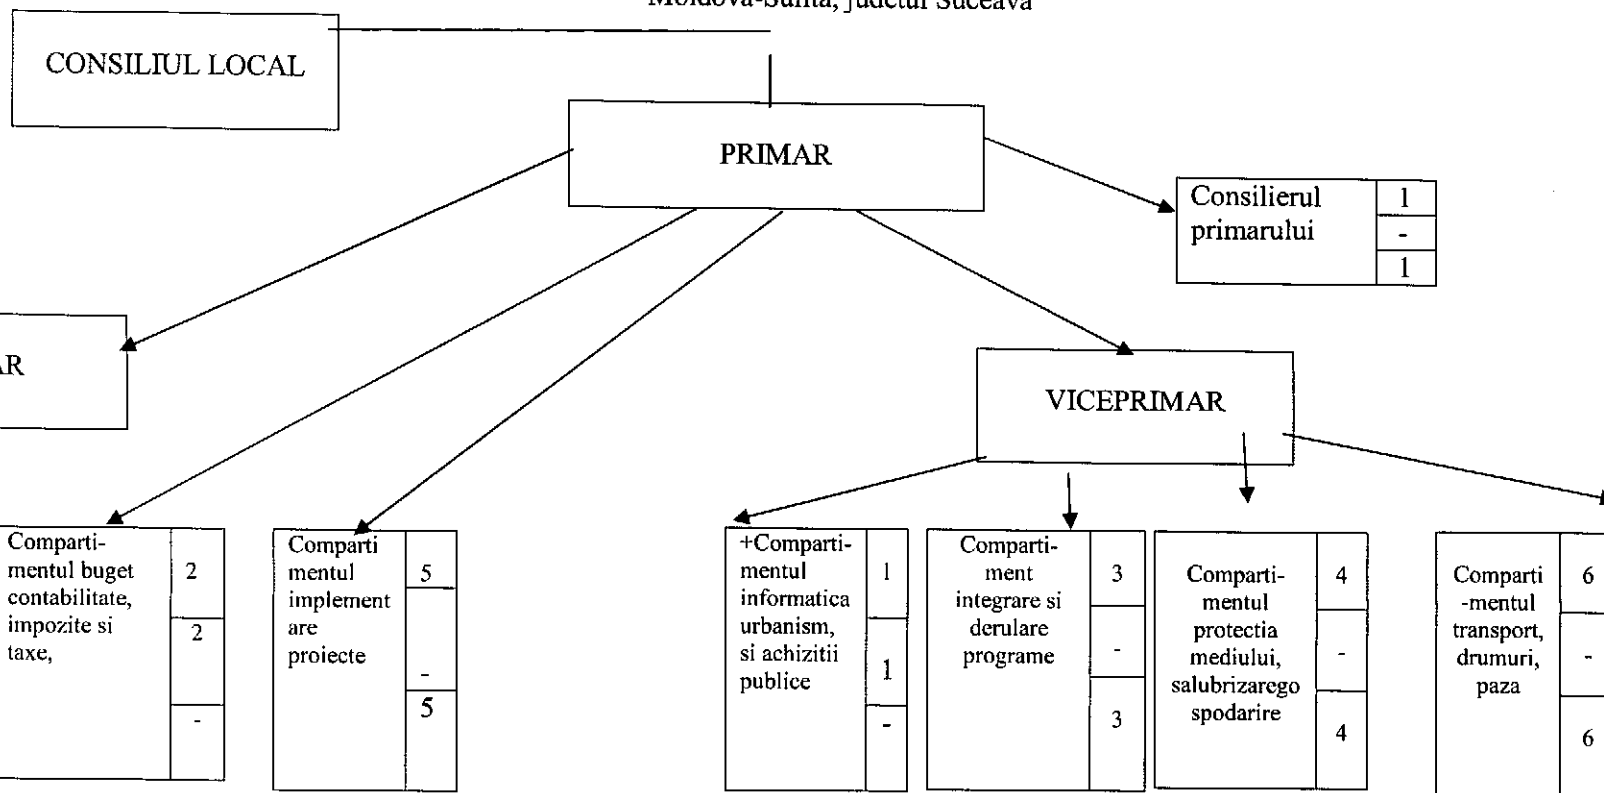 Moldova-Sulita, judetul Suceava
CONSILIUL LOCAL
PRIMAR
Consilierul
primarului
1
-
1
AR
VICEPRIMAR
Comparti-
mentul buget
contabilitate,
impozite si
taxe,
2
2
-
Comparti
mentul
implement
are
proiecte
5
-
5
+Comparti-
mentul
informatica
urbanism,
si achizitii
publice
1
1
-
Comparti-
ment
integrare si
derulare
programe
3
-
3
Comparti-
mentul
protectia
mediului,
salubrizarego
spodarire
4
-
4
Comparti
-mentul
transport,
drumuri,
paza
6
-
6